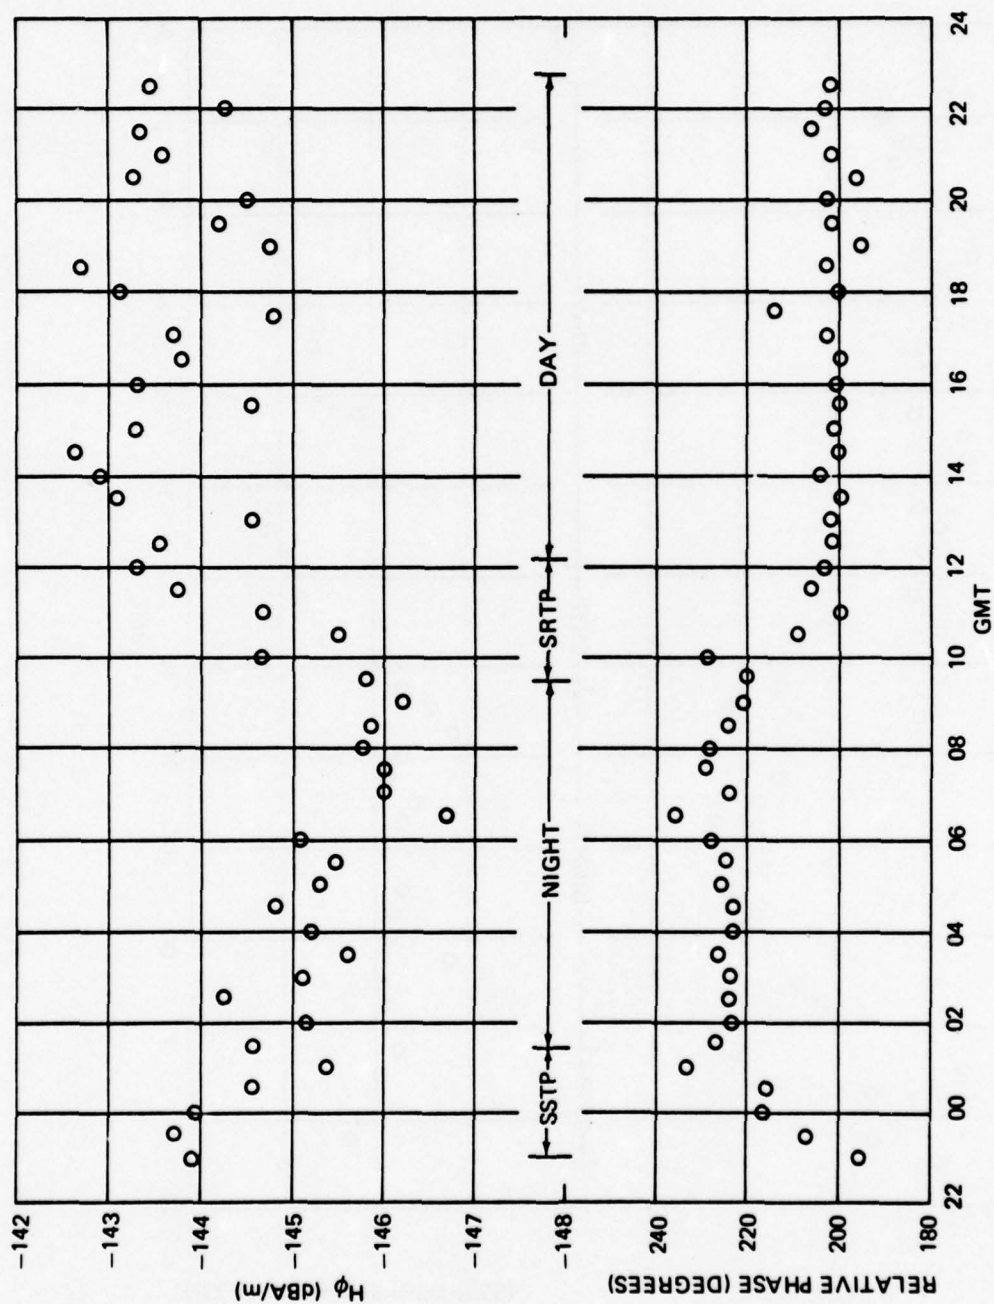 -142
-143
-144
-145
-146
-147
-148
Hφ (dBA/m)
SSTP
NIGHT
SRTP
DAY
240
220
200
180
RELATIVE PHASE (DEGREES)
22 00 02 04 06 08 10 12 14 16 18 20 22 24
GMT